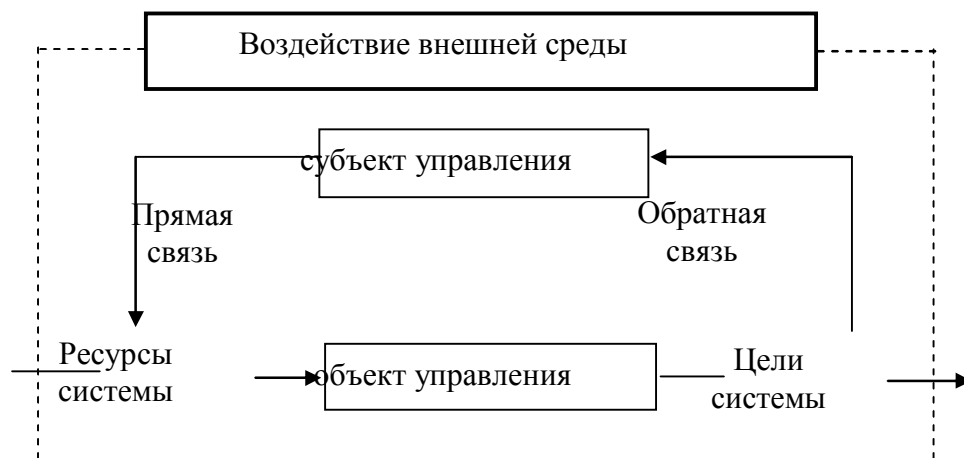 Воздействие внешней среды
субъект управления
Прямая
связь
Обратная
связь
Ресурсы
системы
объект управления
Цели
системы